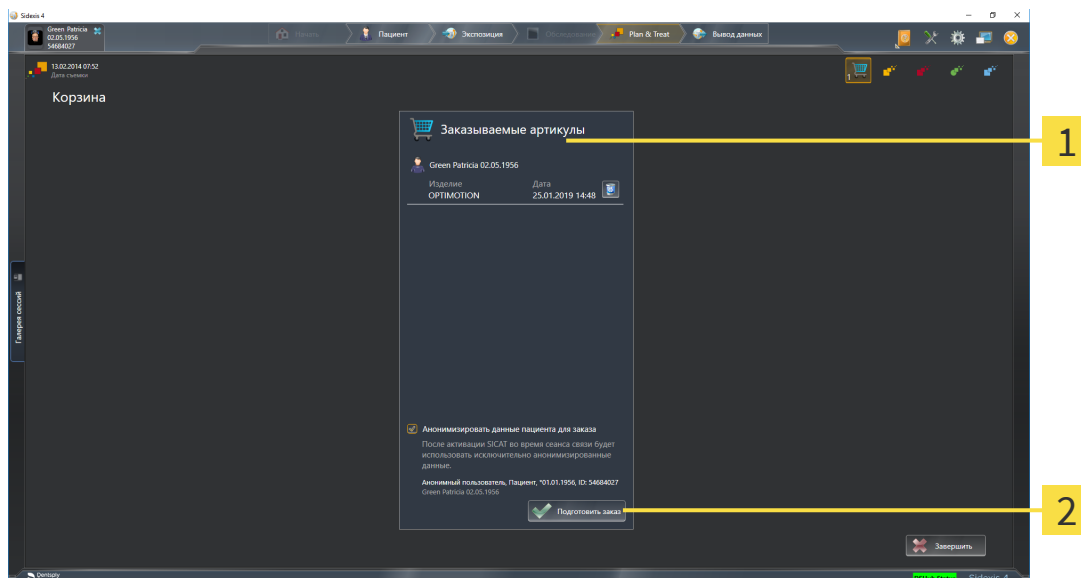 Sidexis 4
Green Patricia
02.05.1956
54684027
Начать
Пациент
Экспозиция
Обследование
Plan & Treat
Вывод данных
13.02.2014 07:52
Дата съемки
1
Корзина
Заказываемые артикулы
1
Green Patricia 02.05.1956
Изделие Дата
OPTIMOTION 25.01.2019 14:48
Галерея сессий
Анонимизировать данные пациента для заказа
После активации SICAT во время сеанса связи будет
использовать исключительно анонимизированные
данные.
Анонимный пользователь, Пациент, *01.01.1956, ID: 54684027
Green Patricia 02.05.1956
Подготовить заказ
2
Завершить
Dentsply
Sidexis 4